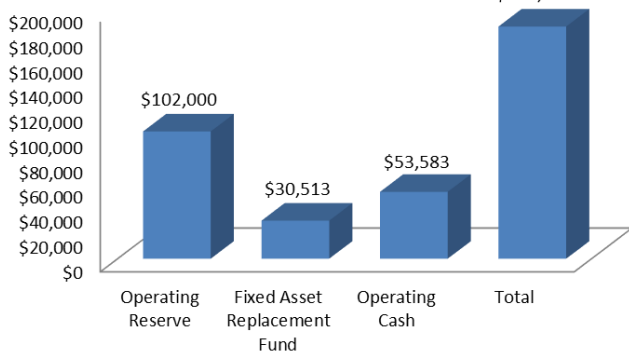 $200,000
$180,000
$160,000
$140,000
$120,000
$100,000
$80,000
$60,000
$40,000
$20,000
$0
$102,000
$30,513
$53,583
Operating
Reserve
Fixed Asset
Replacement
Fund
Operating
Cash
Total